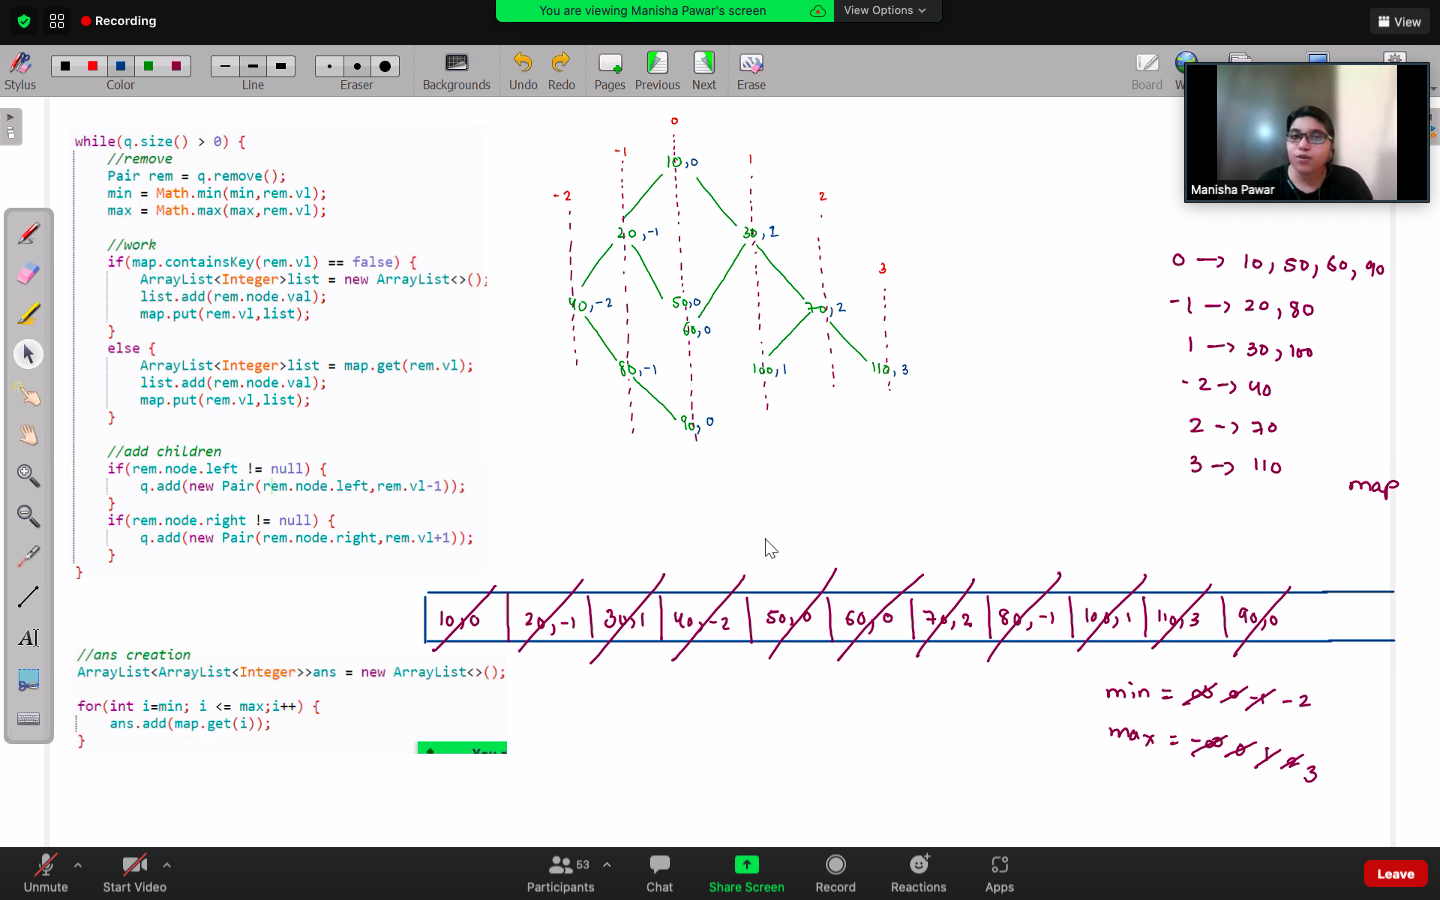 Recording
You are viewing Manisha Pawar's screen
View Options
View
Stylus
Color
Line
Eraser
Backgrounds
Undo
Redo
Pages
Previous
Next
Erase
Board
Manisha Pawar
while(q.size() > 0) {
//remove
Pair rem = q.remove();
min = Math.min(min,rem.vl);
max = Math.max(max,rem.vl);
//work
if(map.containsKey(rem.vl) == false) {
ArrayList<Integer>list = new ArrayList<>();
list.add(rem.node.val);
map.put(rem.vl,list);
}
else {
ArrayList<Integer>list = map.get(rem.vl);
list.add(rem.node.val);
map.put(rem.vl,list);
}
//add children
if(rem.node.left != null) {
q.add(new Pair(rem.node.left,rem.vl-1));
}
if(rem.node.right != null) {
q.add(new Pair(rem.node.right,rem.vl+1));
}
}
//ans creation
ArrayList<ArrayList<Integer>>ans = new ArrayList<>();
for(int i=min; i <= max;i++) {
ans.add(map.get(i));
}
0
-1 1
-2 2
3
10,0
20,-1 30,2
40,-2 50,0 70,2
60,0
80,-1 100,1 110,3
90,0
0 -> 10, 50, 60, 90
-1 -> 20, 80
1 -> 30, 100
-2 -> 40
2 -> 70
3 -> 110
map
10,0 20,-1 30,1 40,-2 50,0 60,0 70,2 80,-1 100,1 110,3 90,0
min = ∞ 0 -1 -2
max = -∞ 0 1 2 3
Unmute
Start Video
53
Participants
Chat
Share Screen
Record
Reactions
Apps
Leave